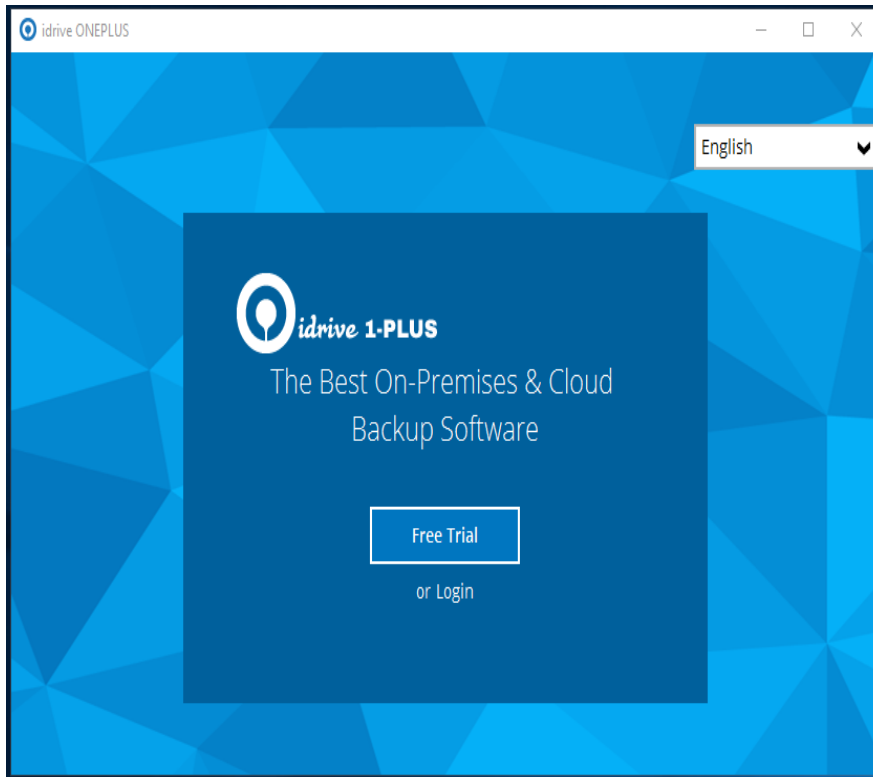 idrive ONEPLUS
English
idrive 1-PLUS
The Best On-Premises & Cloud
Backup Software
Free Trial
or Login